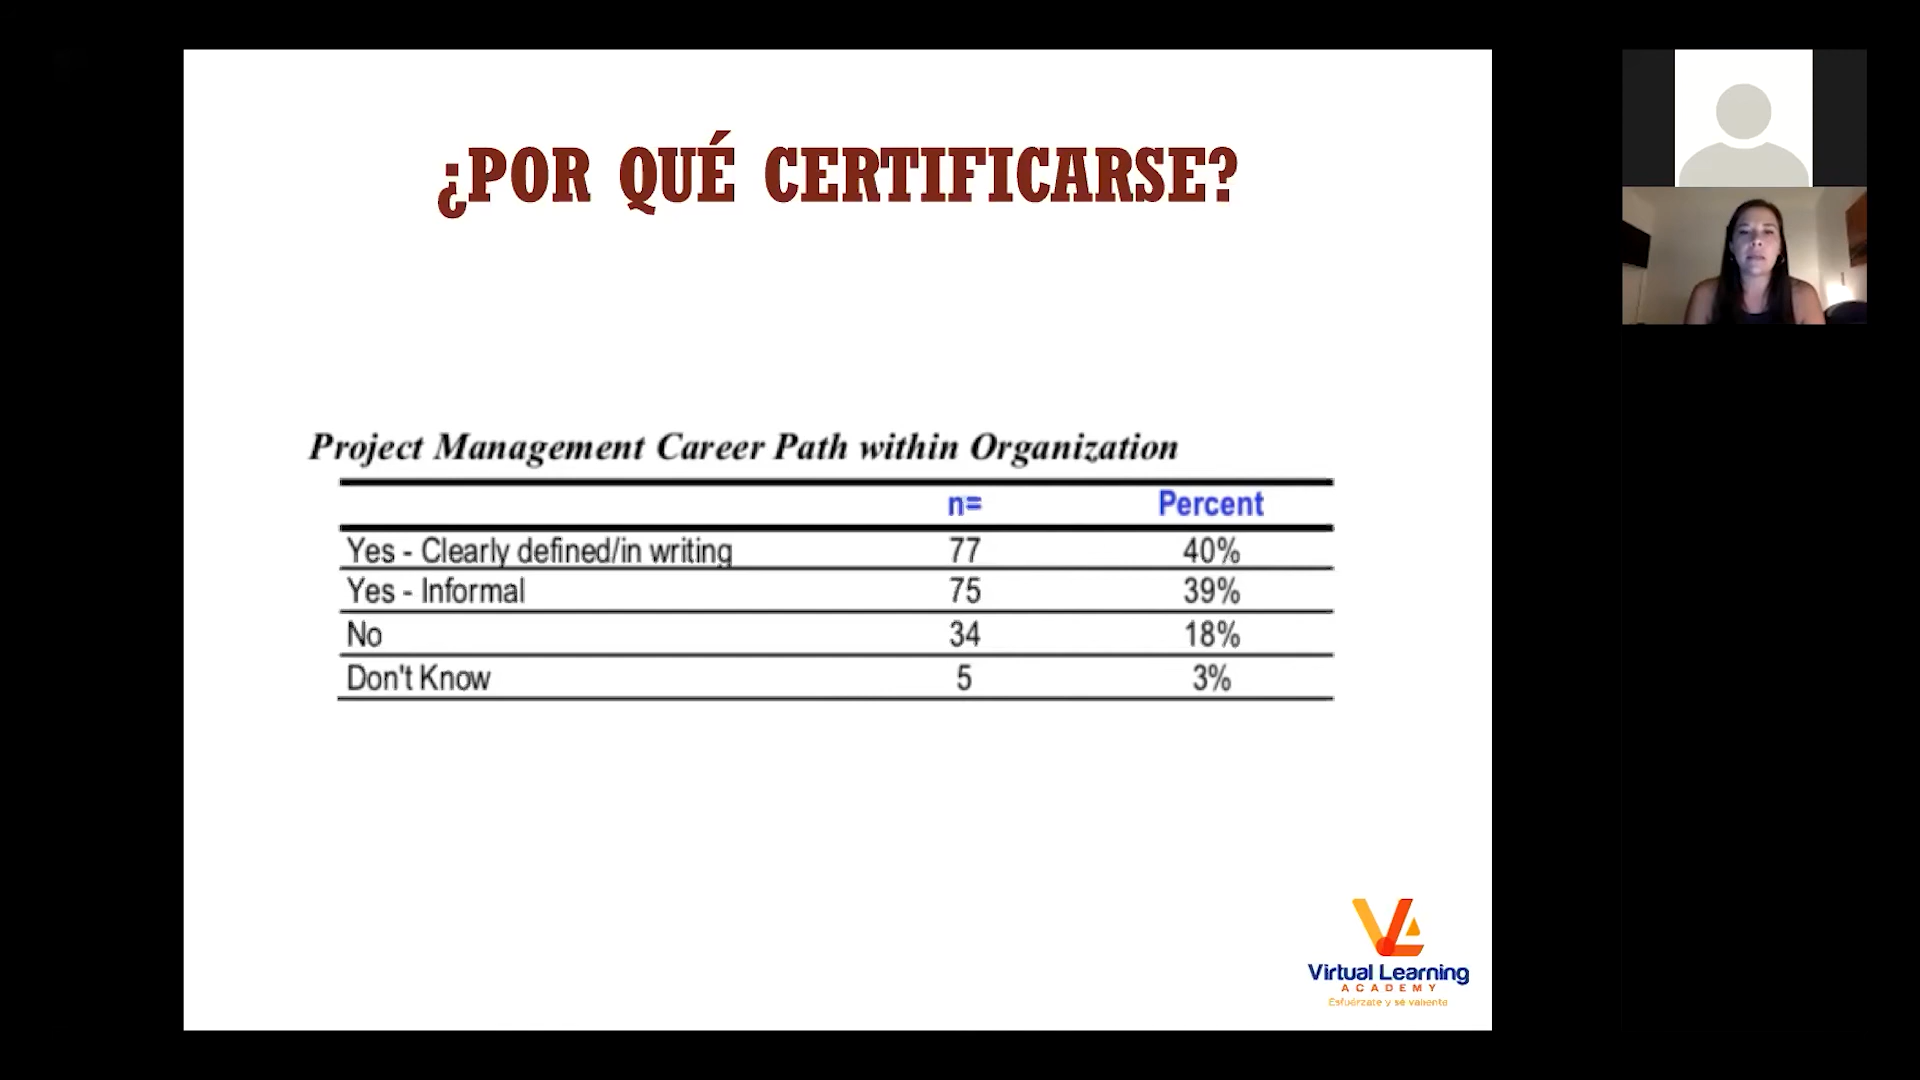 ¿POR QUÉ CERTIFICARSE?
Project Management Career Path within Organization
n= Percent
Yes - Clearly defined/in writing 77 40%
Yes - Informal 75 39%
No 34 18%
Don't Know 5 3%
VLA
Virtual Learning
ACADEMY
Esfuérzate y sé valiente